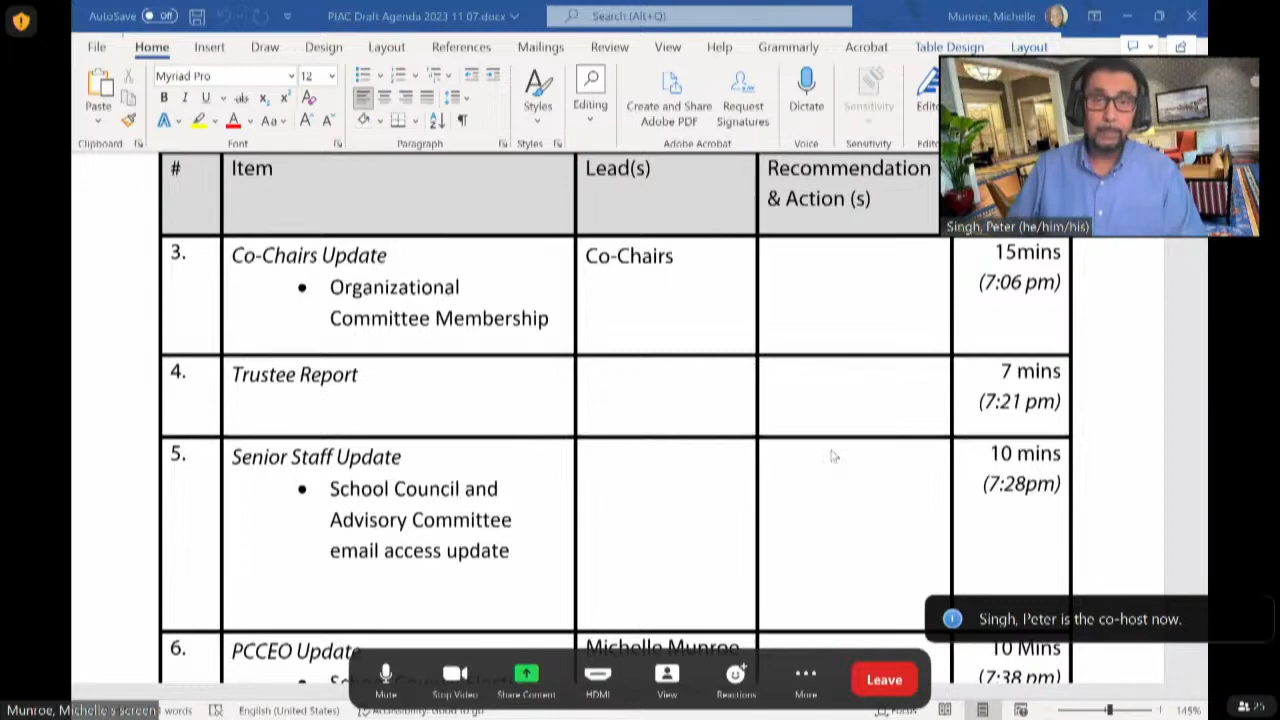 AutoSave Off
PIAC Draft Agenda 2023 11 07.docx
Search (Alt+Q)
Munroe, Michelle
File Home Insert Draw Design Layout References Mailings Review View Help Grammarly Acrobat Table Design Layout
Myriad Pro 12
Paste
Styles
Editing
Create and Share Adobe PDF
Request Signatures
Dictate
Sensitivity
Clipboard Font Paragraph Styles Adobe Acrobat Voice Sensitivity
Singh, Peter (he/him/his)
# Item Lead(s) Recommendation
& Action (s)
3. Co-Chairs Update Co-Chairs 15mins
(7:06 pm)
• Organizational
Committee Membership
4. Trustee Report 7 mins
(7:21 pm)
5. Senior Staff Update 10 mins
(7:28pm)
• School Council and
Advisory Committee
email access update
Singh, Peter is the co-host now.
6. PCCEO Update Michelle Munroe 10 Mins
(7:38 pm)
Mute Stop Video Share Content HDMI View Reactions More Leave
Munroe, Michelle's screen
words
English (United States)
Focus
145%
25